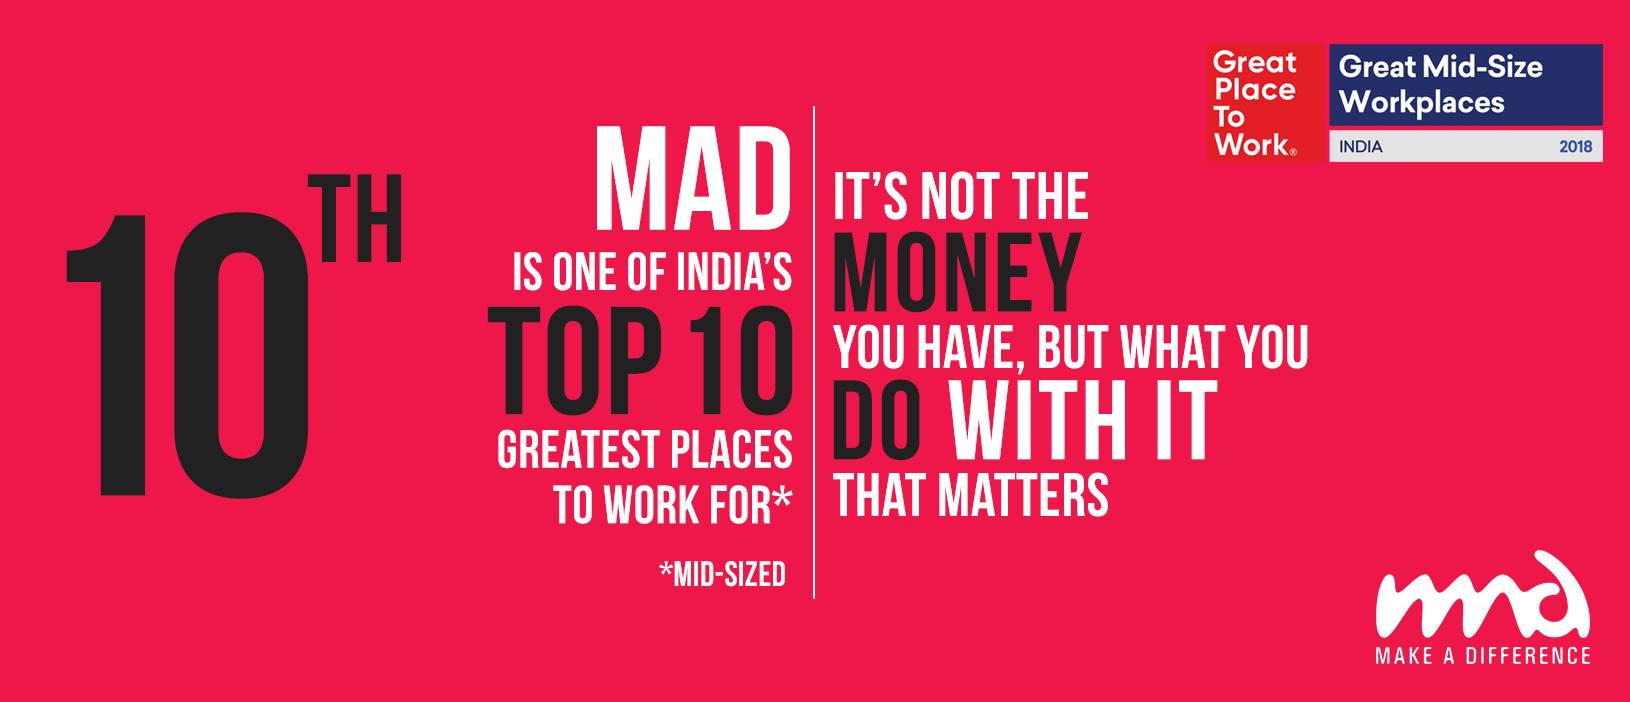 10TH
MAD
IS ONE OF INDIA'S
TOP 10
GREATEST PLACES
TO WORK FOR*
*MID-SIZED
IT'S NOT THE
MONEY
YOU HAVE, BUT WHAT YOU
DO WITH IT
THAT MATTERS
Great
Place
To
Work®
Great Mid-Size
Workplaces
INDIA 2018
mad
MAKE A DIFFERENCE